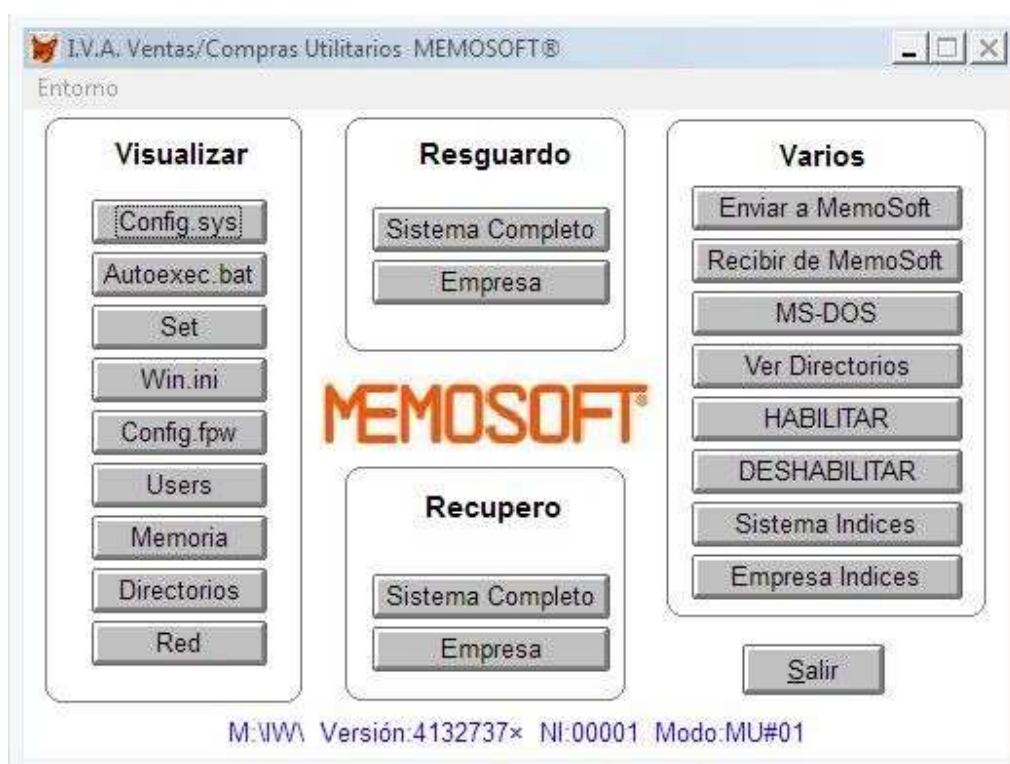 I.V.A. Ventas/Compras Utilitarios MEMOSOFT®
Entorno
Visualizar
Config.sys
Autoexec.bat
Set
Win.ini
Config.fpw
Users
Memoria
Directorios
Red
Resguardo
Sistema Completo
Empresa
MEMOSOFT®
Recupero
Sistema Completo
Empresa
Varios
Enviar a MemoSoft
Recibir de MemoSoft
MS-DOS
Ver Directorios
HABILITAR
DESHABILITAR
Sistema Indices
Empresa Indices
Salir
M:\IW\ Versión:4132737× NI:00001 Modo:MU#01